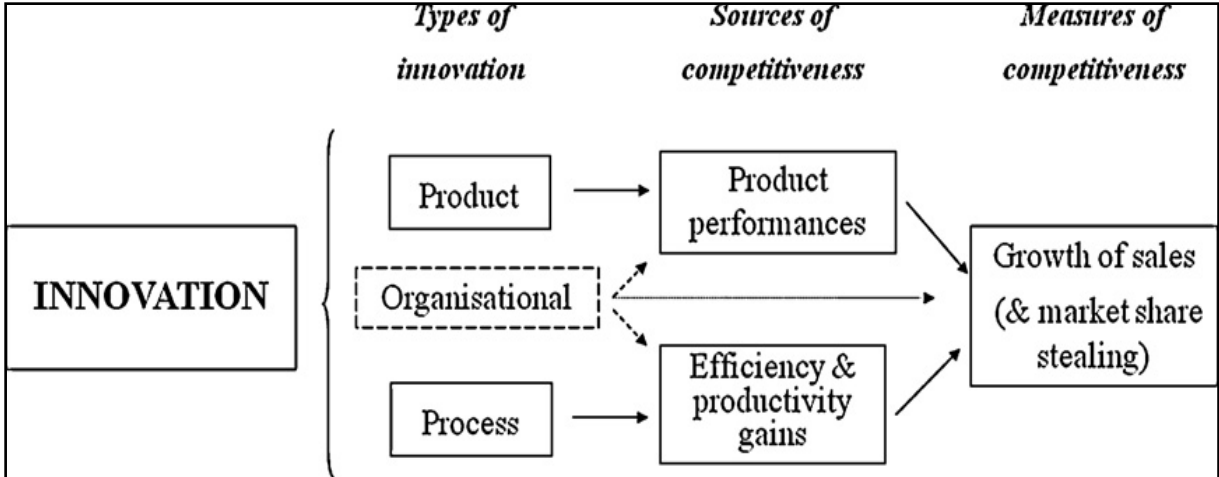 Types of
innovation
Sources of
competitiveness
Measures of
competitiveness
INNOVATION
Product
Organisational
Process
Product
performances
Efficiency &
productivity
gains
Growth of sales
(& market share
stealing)